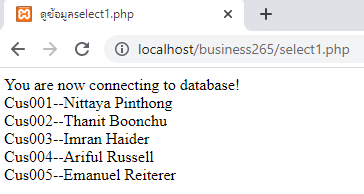 ดูข้อมูลselect1.php
localhost/business265/select1.php
You are now connecting to database!
Cus001--Nittaya Pinthong
Cus002--Thanit Boonchu
Cus003--Imran Haider
Cus004--Ariful Russell
Cus005--Emanuel Reiterer